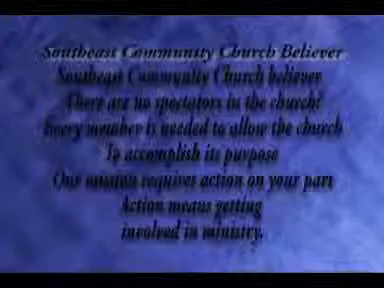 Southeast Community Church Believer
Southeast Community Church believer
There are no spectators in the church!
Every member is needed to allow the church
To accomplish its purpose
Our mission requires action on your part
Action means getting
involved in ministry.